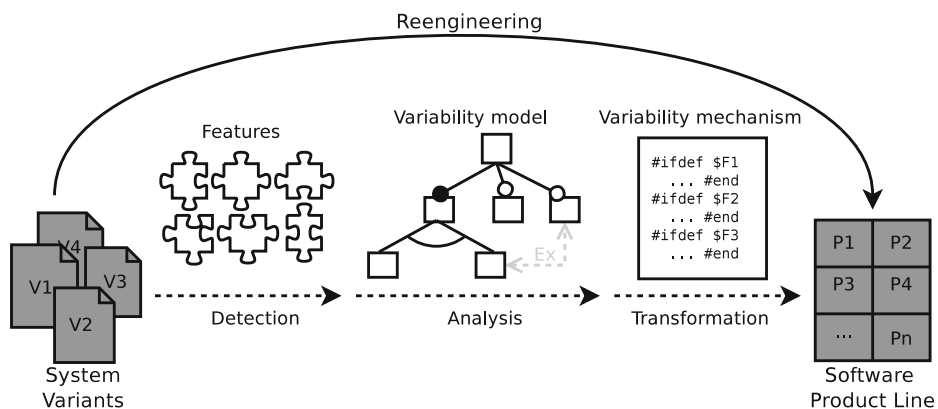 Reengineering
Features
Variability model
Variability mechanism
#ifdef $F1
... #end
#ifdef $F2
... #end
#ifdef $F3
... #end
Ex
V4
V1
V3
V2
P1 P2
P3 P4
... Pn
Detection
Analysis
Transformation
System
Variants
Software
Product Line